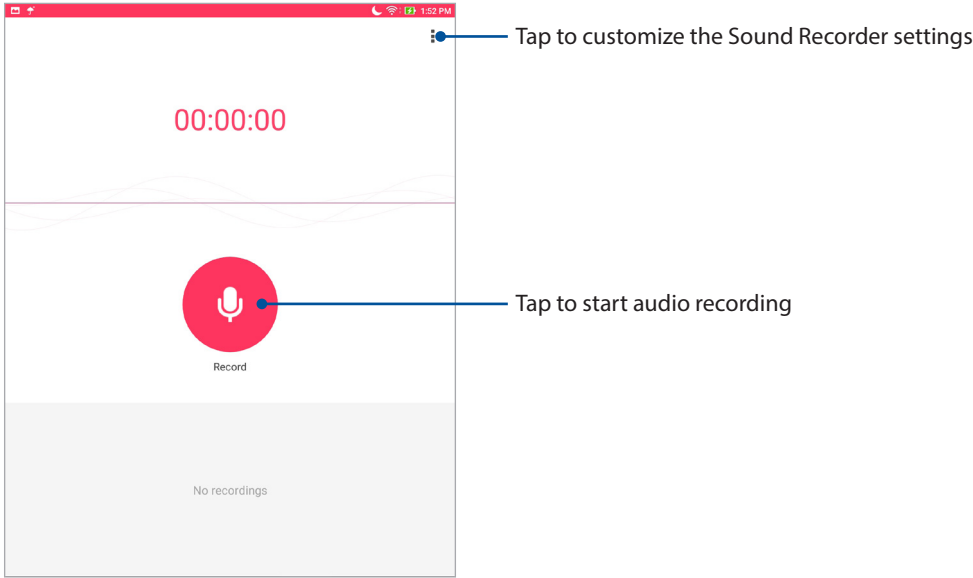 1:52 PM
Tap to customize the Sound Recorder settings
00:00:00
Tap to start audio recording
Record
No recordings